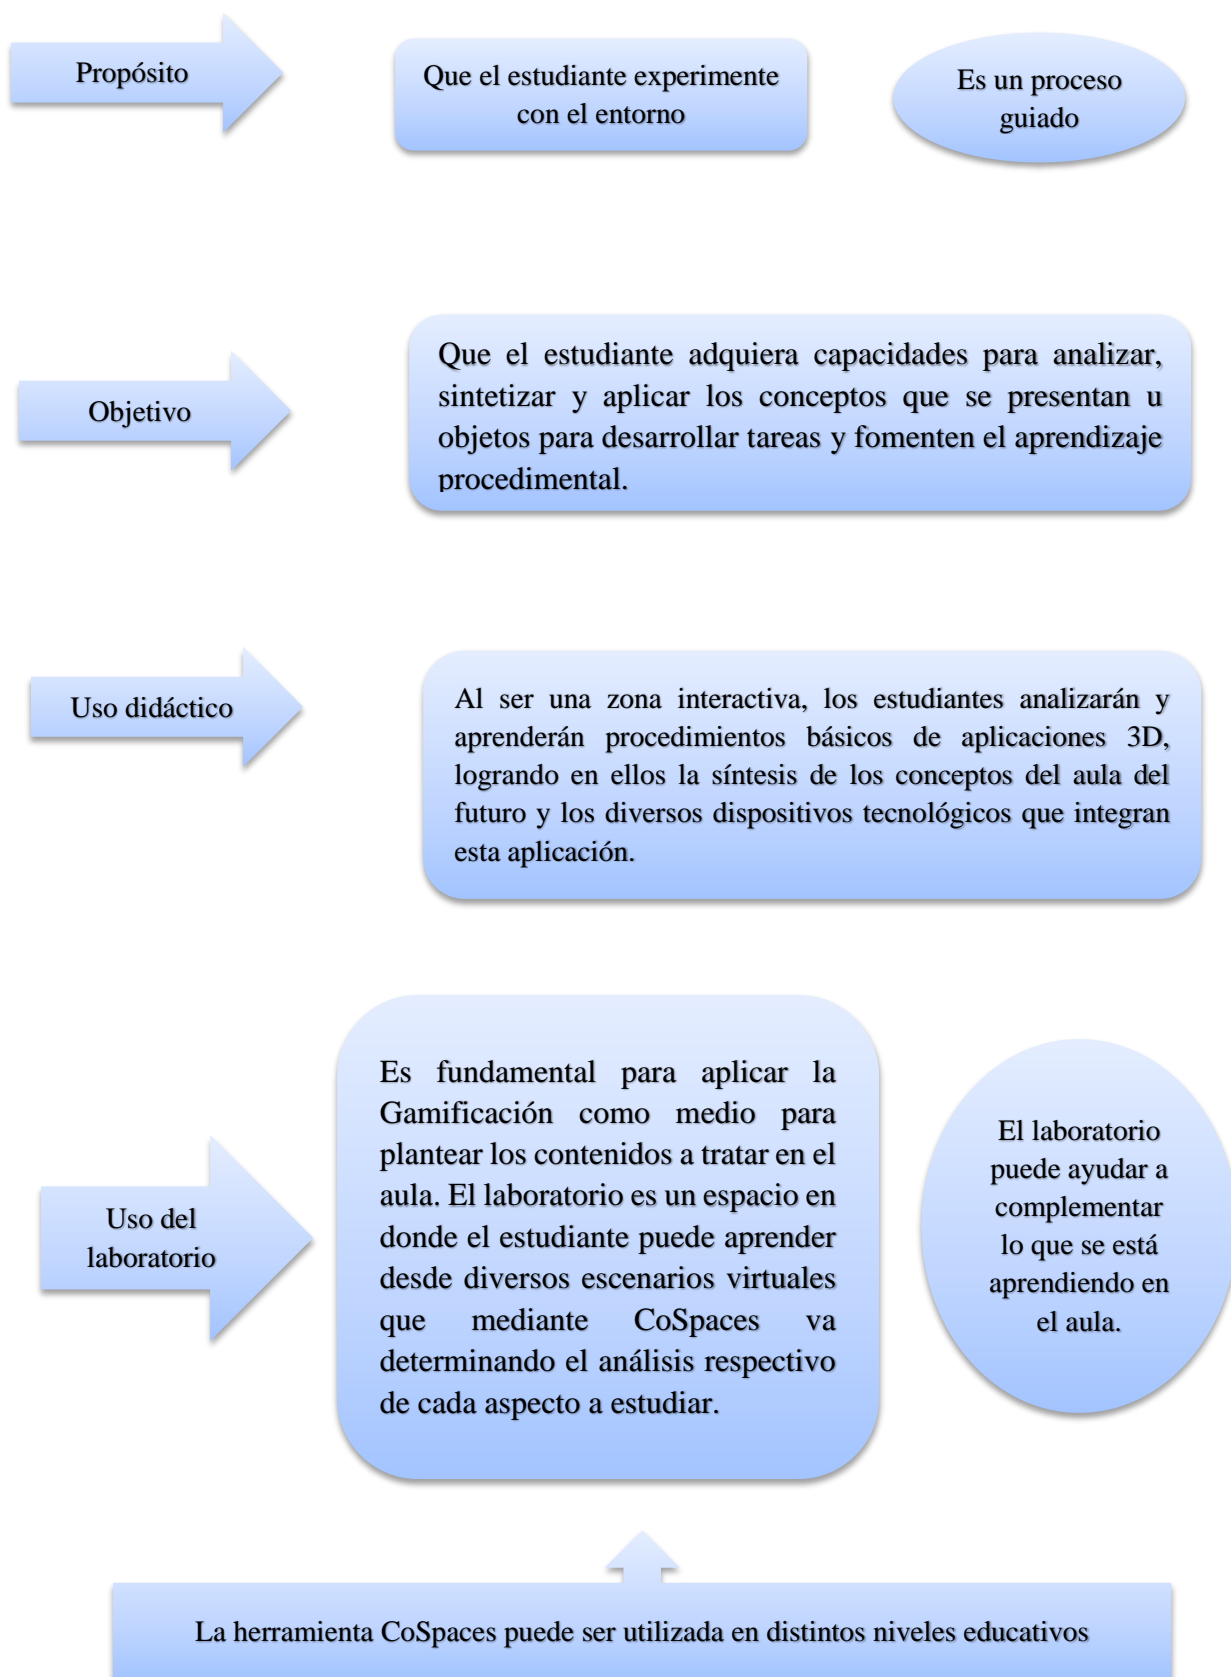 Propósito
Que el estudiante experimente
con el entorno
Es un proceso
guiado
Objetivo
Que el estudiante adquiera capacidades para analizar,
sintetizar y aplicar los conceptos que se presentan u
objetos para desarrollar tareas y fomenten el aprendizaje
procedimental.
Uso didáctico
Al ser una zona interactiva, los estudiantes analizarán y
aprenderán procedimientos básicos de aplicaciones 3D,
logrando en ellos la síntesis de los conceptos del aula del
futuro y los diversos dispositivos tecnológicos que integran
esta aplicación.
Uso del
laboratorio
Es fundamental para aplicar la
Gamificación como medio para
plantear los contenidos a tratar en el
aula. El laboratorio es un espacio en
donde el estudiante puede aprender
desde diversos escenarios virtuales
que mediante CoSpaces va
determinando el análisis respectivo
de cada aspecto a estudiar.
El laboratorio
puede ayudar a
complementar
lo que se está
aprendiendo en
el aula.
La herramienta CoSpaces puede ser utilizada en distintos niveles educativos